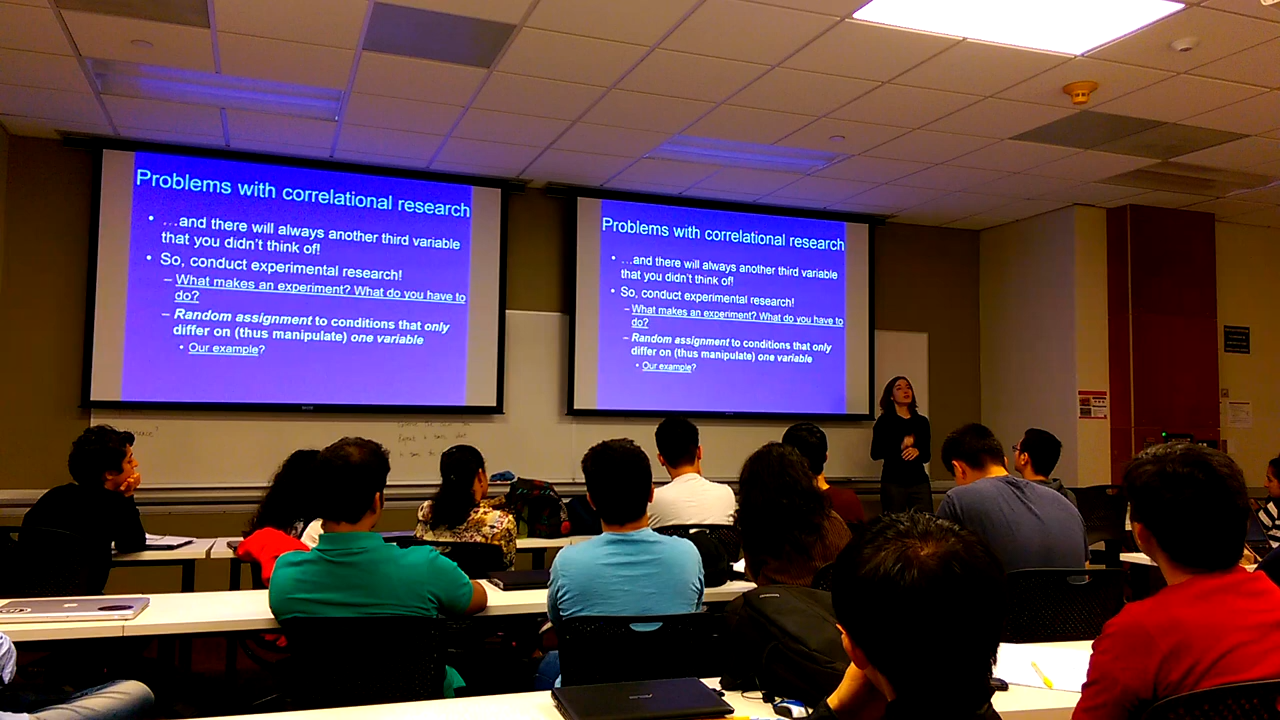 Problems with correlational research
• …and there will always another third variable
that you didn't think of!
• So, conduct experimental research!
– What makes an experiment? What do you have to
do?
– Random assignment to conditions that only
differ on (thus manipulate) one variable
• Our example?
Problems with correlational research
• …and there will always another third variable
that you didn't think of!
• So, conduct experimental research!
– What makes an experiment? What do you have to
do?
– Random assignment to conditions that only
differ on (thus manipulate) one variable
• Our example?
ASUS